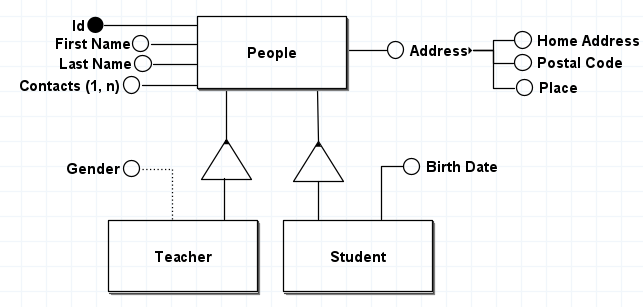 Id
First Name
Last Name
Contacts (1, n)
People
Address
Home Address
Postal Code
Place
Gender
Birth Date
Teacher
Student